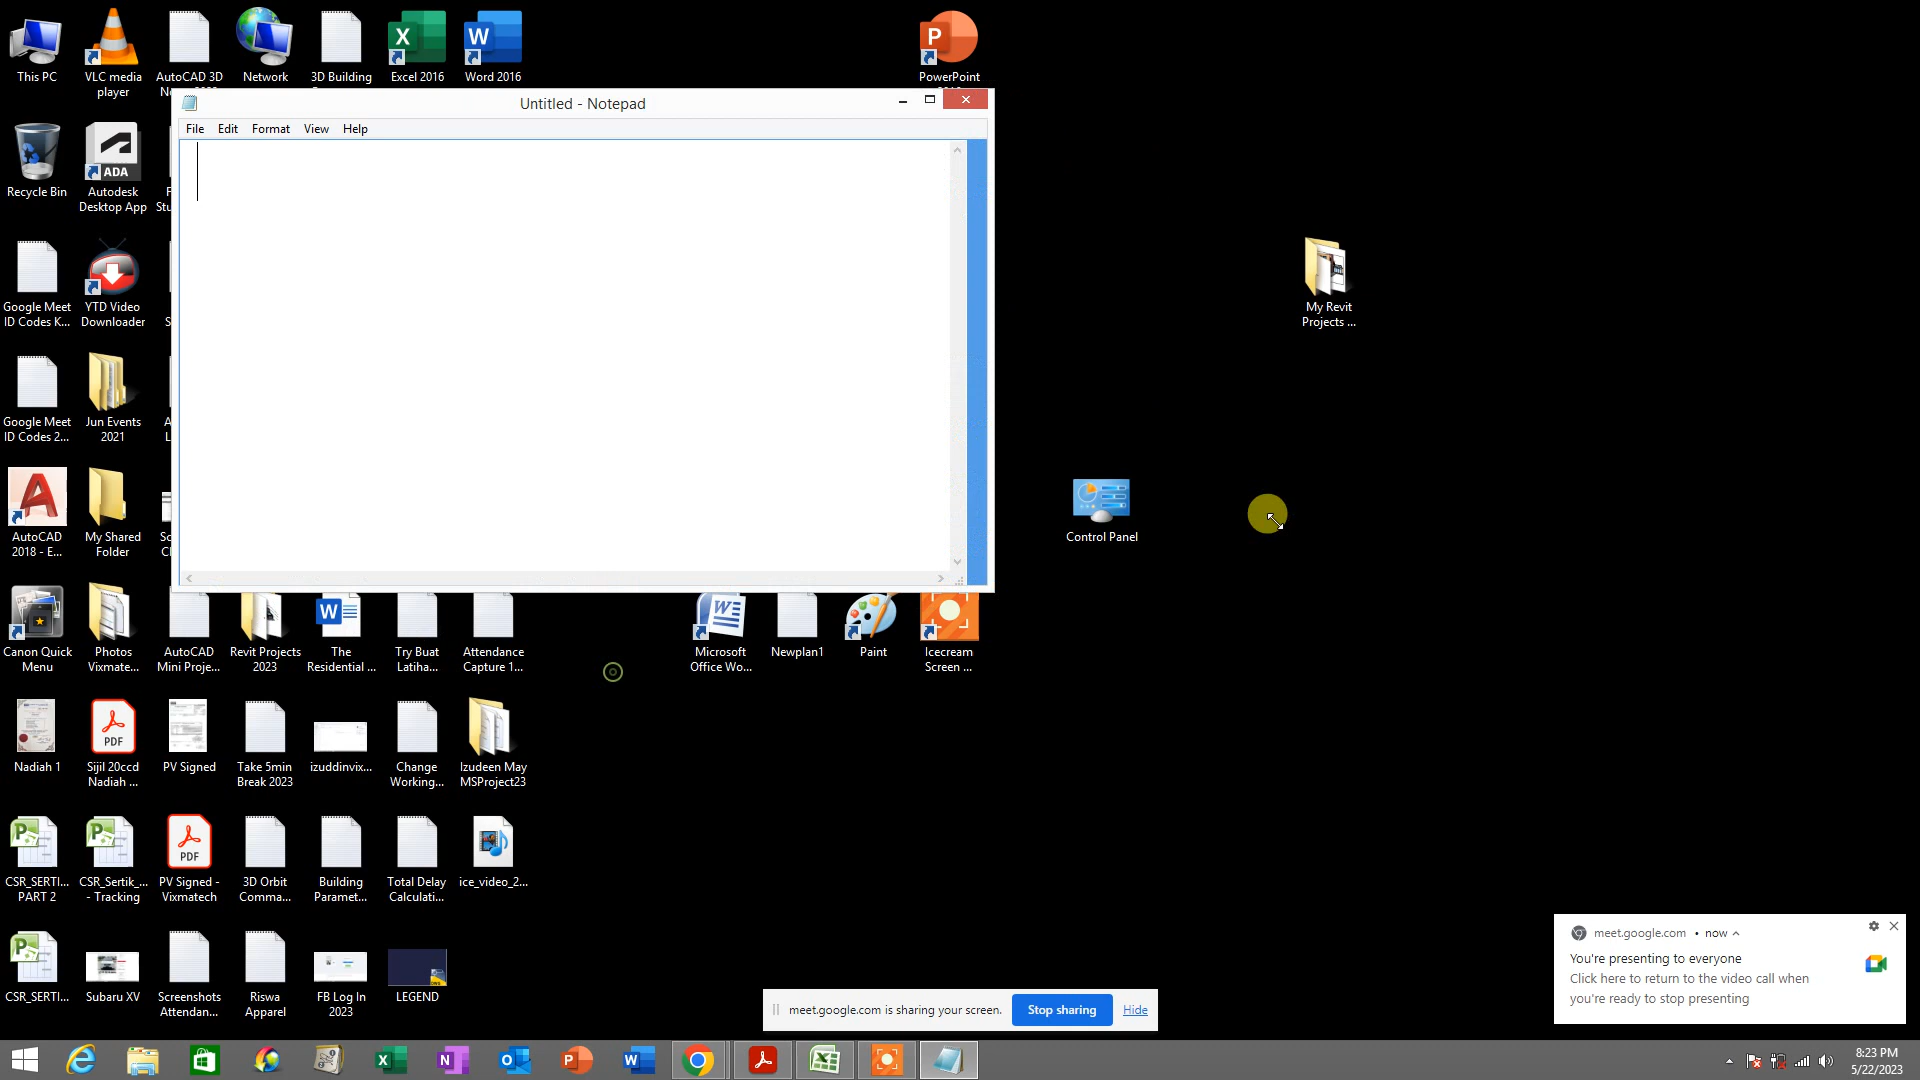 This PC
VLC media
player
AutoCAD 3D
Network
3D Building
Excel 2016
Word 2016
PowerPoint
Untitled - Notepad
File Edit Format View Help
Recycle Bin
ADA
Autodesk
Desktop App
Google Meet
ID Codes K...
YTD Video
Downloader
My Revit
Projects ...
Google Meet
ID Codes 2...
Jun Events
2021
AutoCAD
2018 - E...
My Shared
Folder
Control Panel
Canon Quick
Menu
Photos
Vixmate...
AutoCAD
Mini Proje...
Revit Projects
2023
The
Residential ...
Try Buat
Latiha...
Attendance
Capture 1...
Microsoft
Office Wo...
Newplan1
Paint
Icecream
Screen ...
Nadiah 1
PDF
Sijil 20ccd
Nadiah ...
PV Signed
Take 5min
Break 2023
izuddinvix...
Change
Working...
Izudeen May
MSProject23
CSR_SERTI...
PART 2
CSR_Sertik_...
- Tracking
PDF
PV Signed -
Vixmatech
3D Orbit
Comma...
Building
Paramet...
Total Delay
Calculati...
ice_video_2...
CSR_SERTI...
Subaru XV
Screenshots
Attendan...
Riswa
Apparel
FB Log In
2023
LEGEND
meet.google.com is sharing your screen.
Stop sharing
Hide
meet.google.com • now
You're presenting to everyone
Click here to return to the video call when
you're ready to stop presenting
8:23 PM
5/22/2023